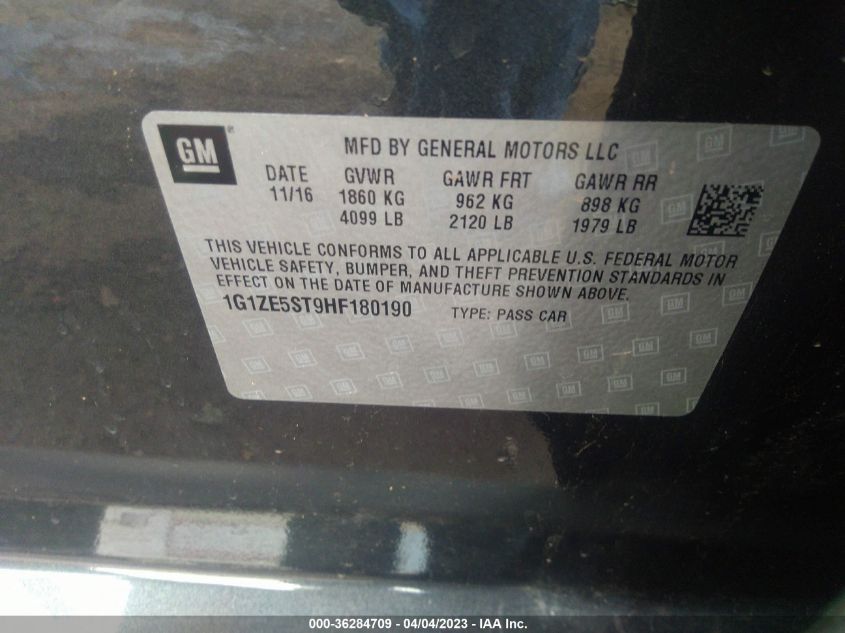 GM
MFD BY GENERAL MOTORS LLC
DATE GVWR GAWR FRT GAWR RR
11/16 1860 KG 962 KG 898 KG
4099 LB 2120 LB 1979 LB
THIS VEHICLE CONFORMS TO ALL APPLICABLE U.S. FEDERAL MOTOR
VEHICLE SAFETY, BUMPER, AND THEFT PREVENTION STANDARDS IN
EFFECT ON THE DATE OF MANUFACTURE SHOWN ABOVE.
1G1ZE5ST9HF180190 TYPE: PASS CAR
000-36284709 - 04/04/2023 - IAA Inc.